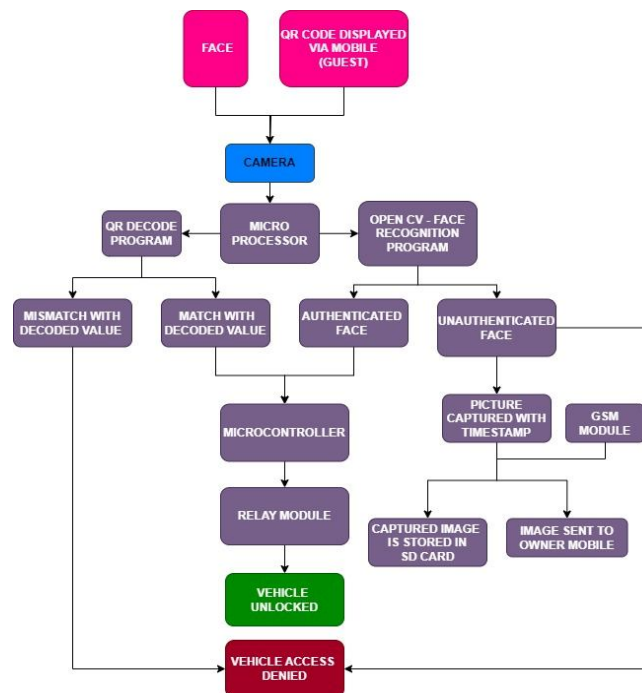 FACE
QR CODE DISPLAYED
VIA MOBILE
(GUEST)
CAMERA
QR DECODE
PROGRAM
MICRO
PROCESSOR
OPEN CV - FACE
RECOGNITION
PROGRAM
MISMATCH WITH
DECODED VALUE
MATCH WITH
DECODED VALUE
AUTHENTICATED
FACE
UNAUTHENTICATED
FACE
PICTURE
CAPTURED WITH
TIMESTAMP
GSM
MODULE
MICROCONTROLLER
RELAY MODULE
CAPTURED IMAGE
IS STORED IN
SD CARD
IMAGE SENT TO
OWNER MOBILE
VEHICLE
UNLOCKED
VEHICLE ACCESS
DENIED